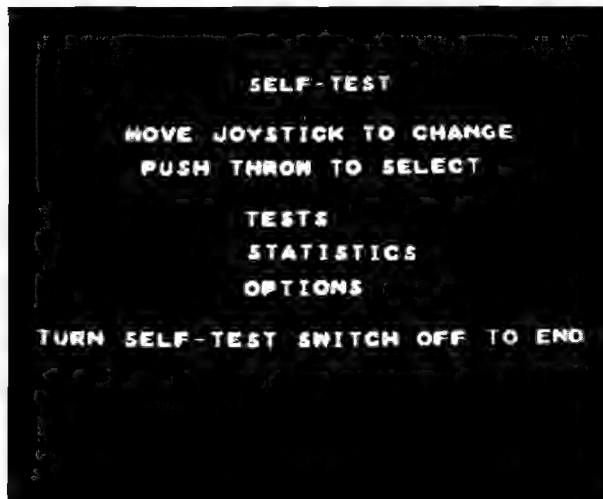 SELF-TEST
MOVE JOYSTICK TO CHANGE
PUSH THROW TO SELECT
TESTS
STATISTICS
OPTIONS
TURN SELF-TEST SWITCH OFF TO END